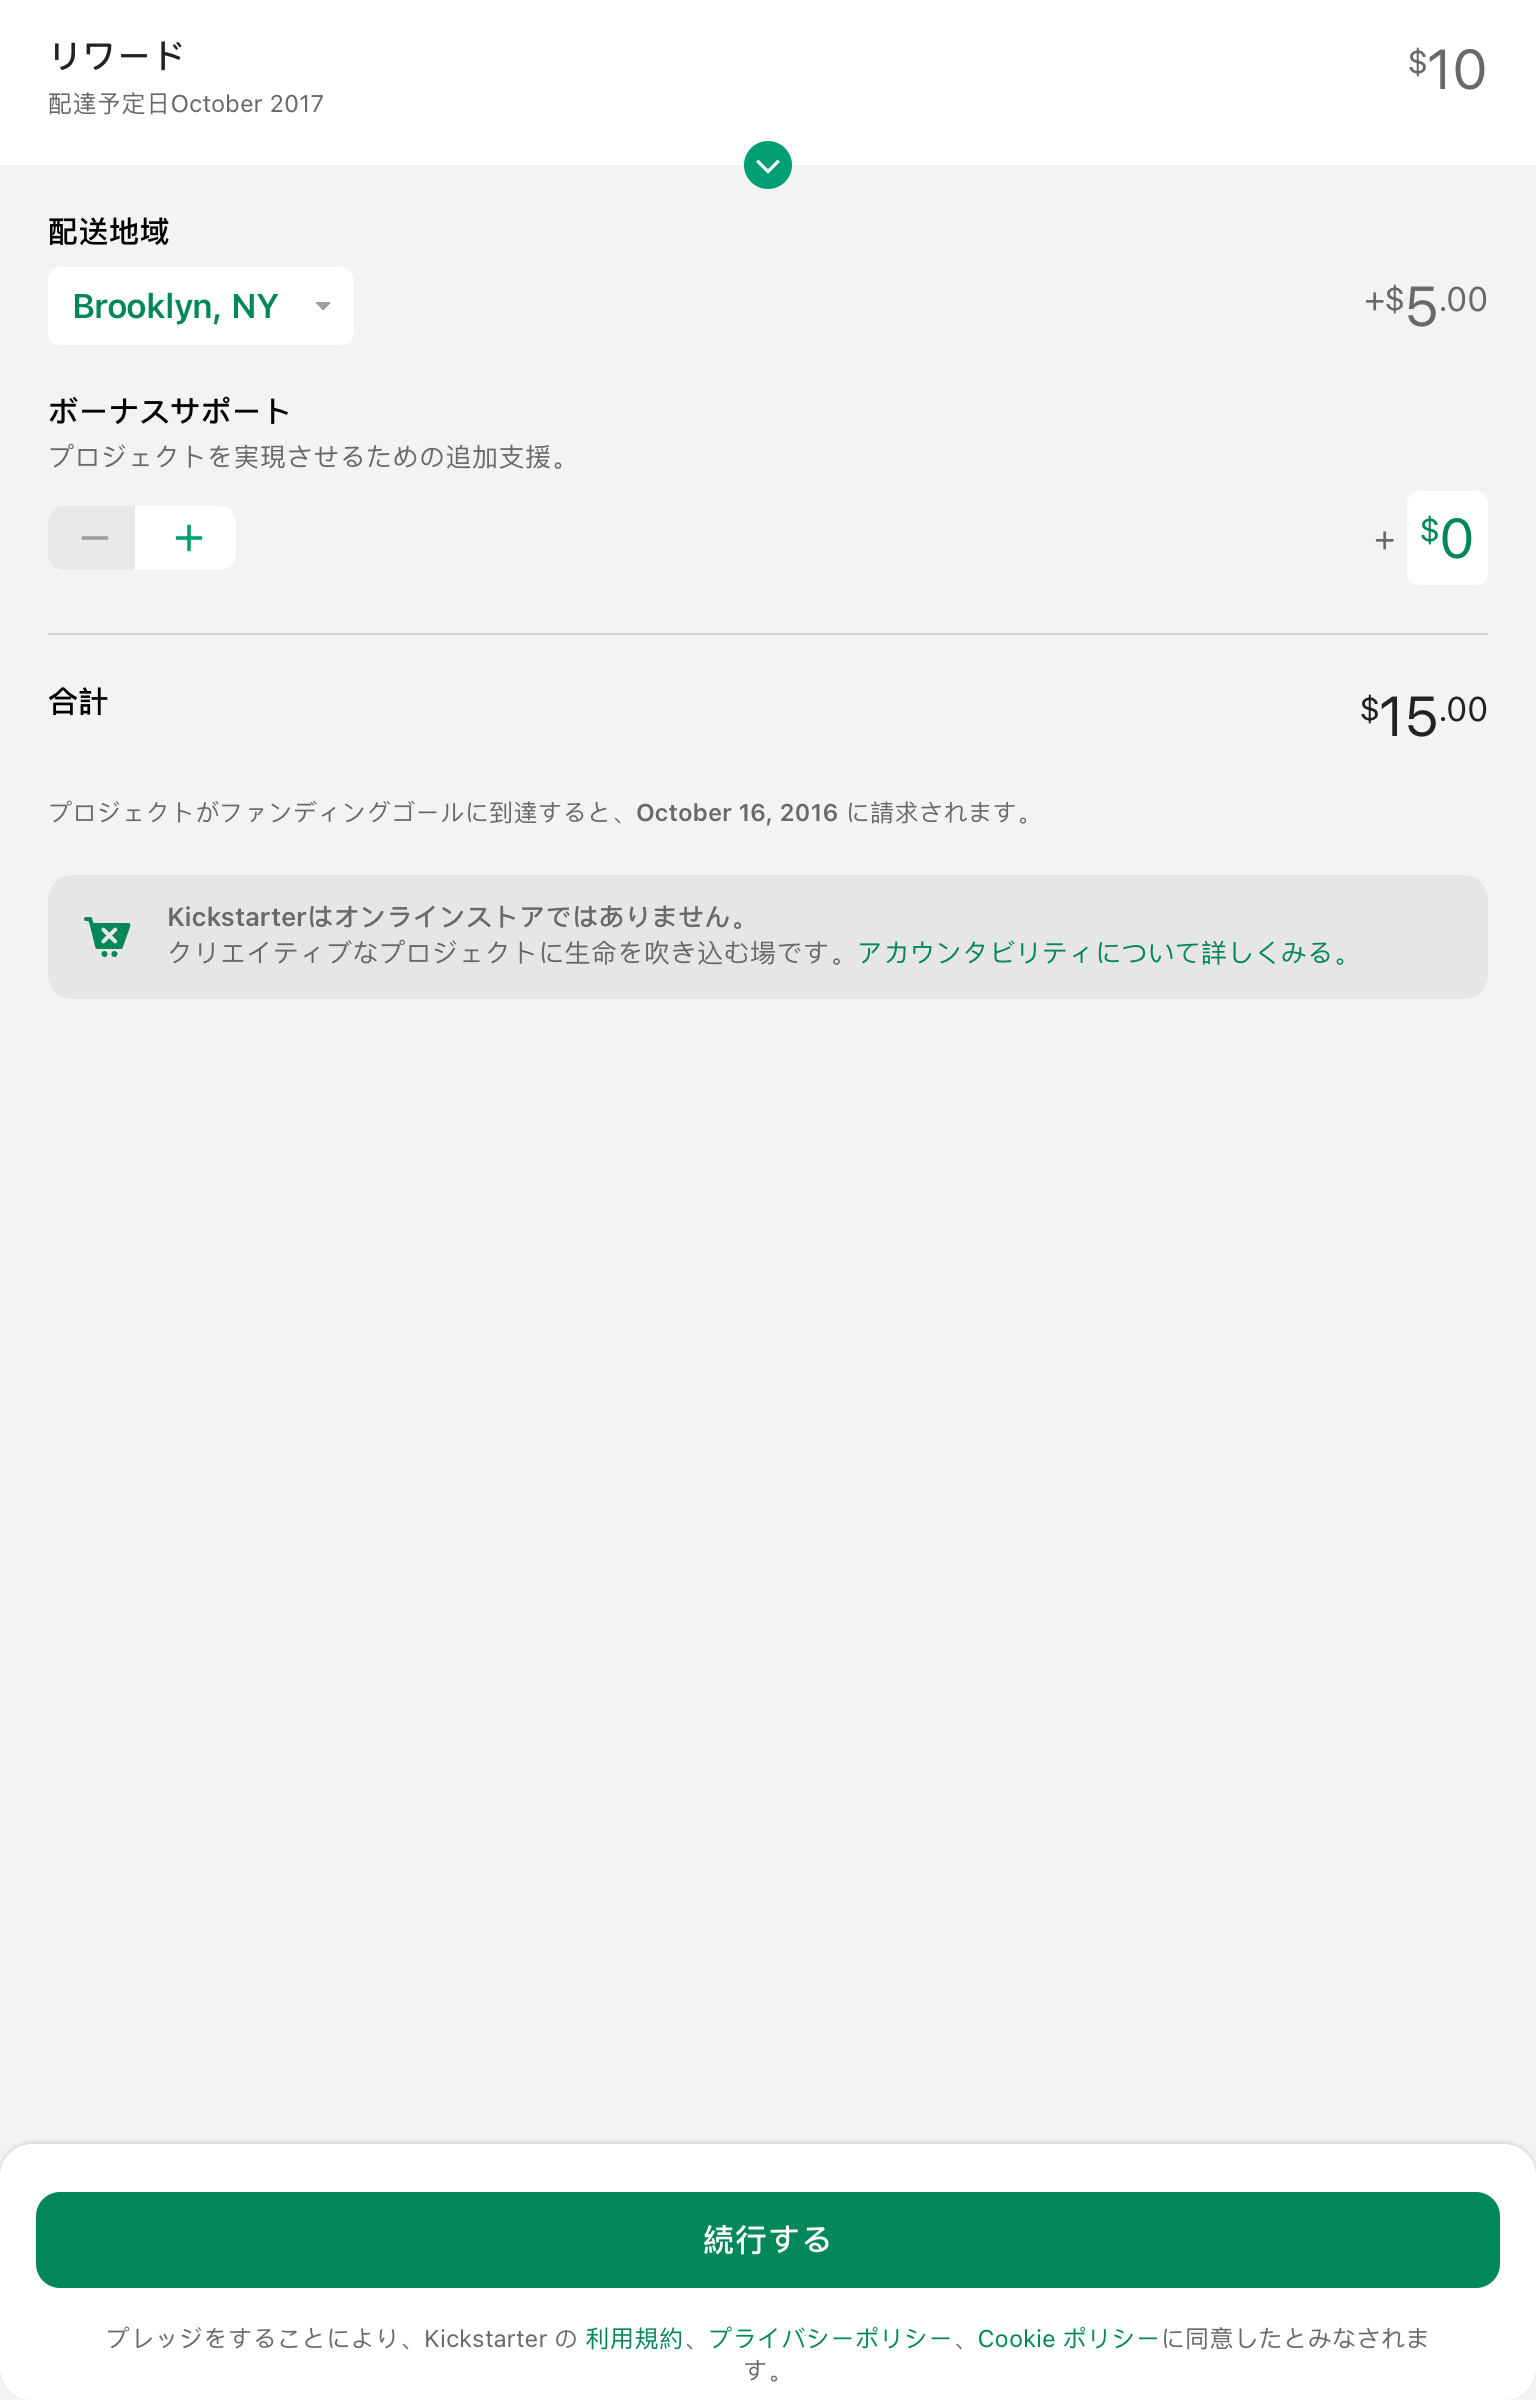 リワード
$10
配達予定日October 2017
配送地域
Brooklyn, NY
+$5.00
ボーナスサポート
プロジェクトを実現させるための追加支援。
+ $0
合計
$15.00
プロジェクトがファンディングゴールに到達すると、October 16, 2016 に請求されます。
Kickstarterはオンラインストアではありません。
クリエイティブなプロジェクトに生命を吹き込む場です。アカウンタビリティについて詳しくみる。
続行する
プレッジをすることにより、Kickstarter の 利用規約、プライバシーポリシー、Cookie ポリシーに同意したとみなされま
す。